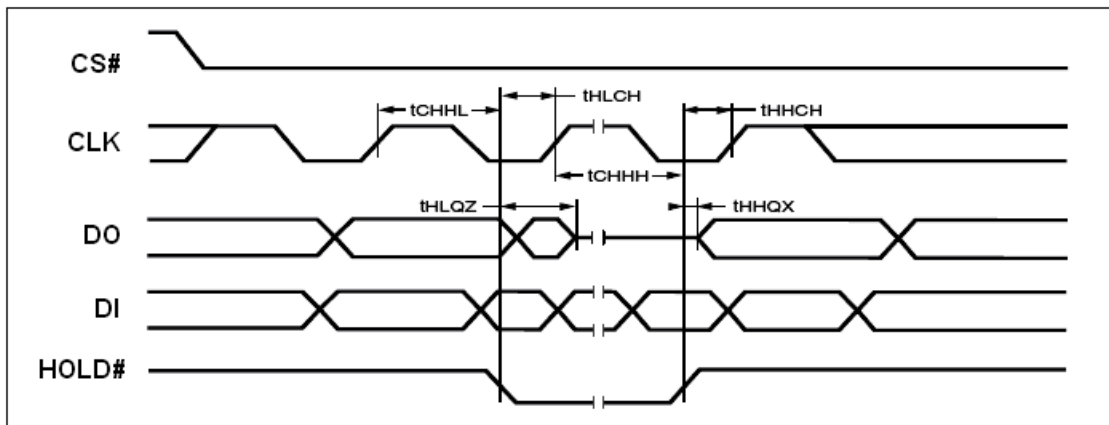 CS#
tHLCH
tCHHL
tHHCH
CLK
tCHHH
tHLQZ
tHHQX
DO
DI
HOLD#